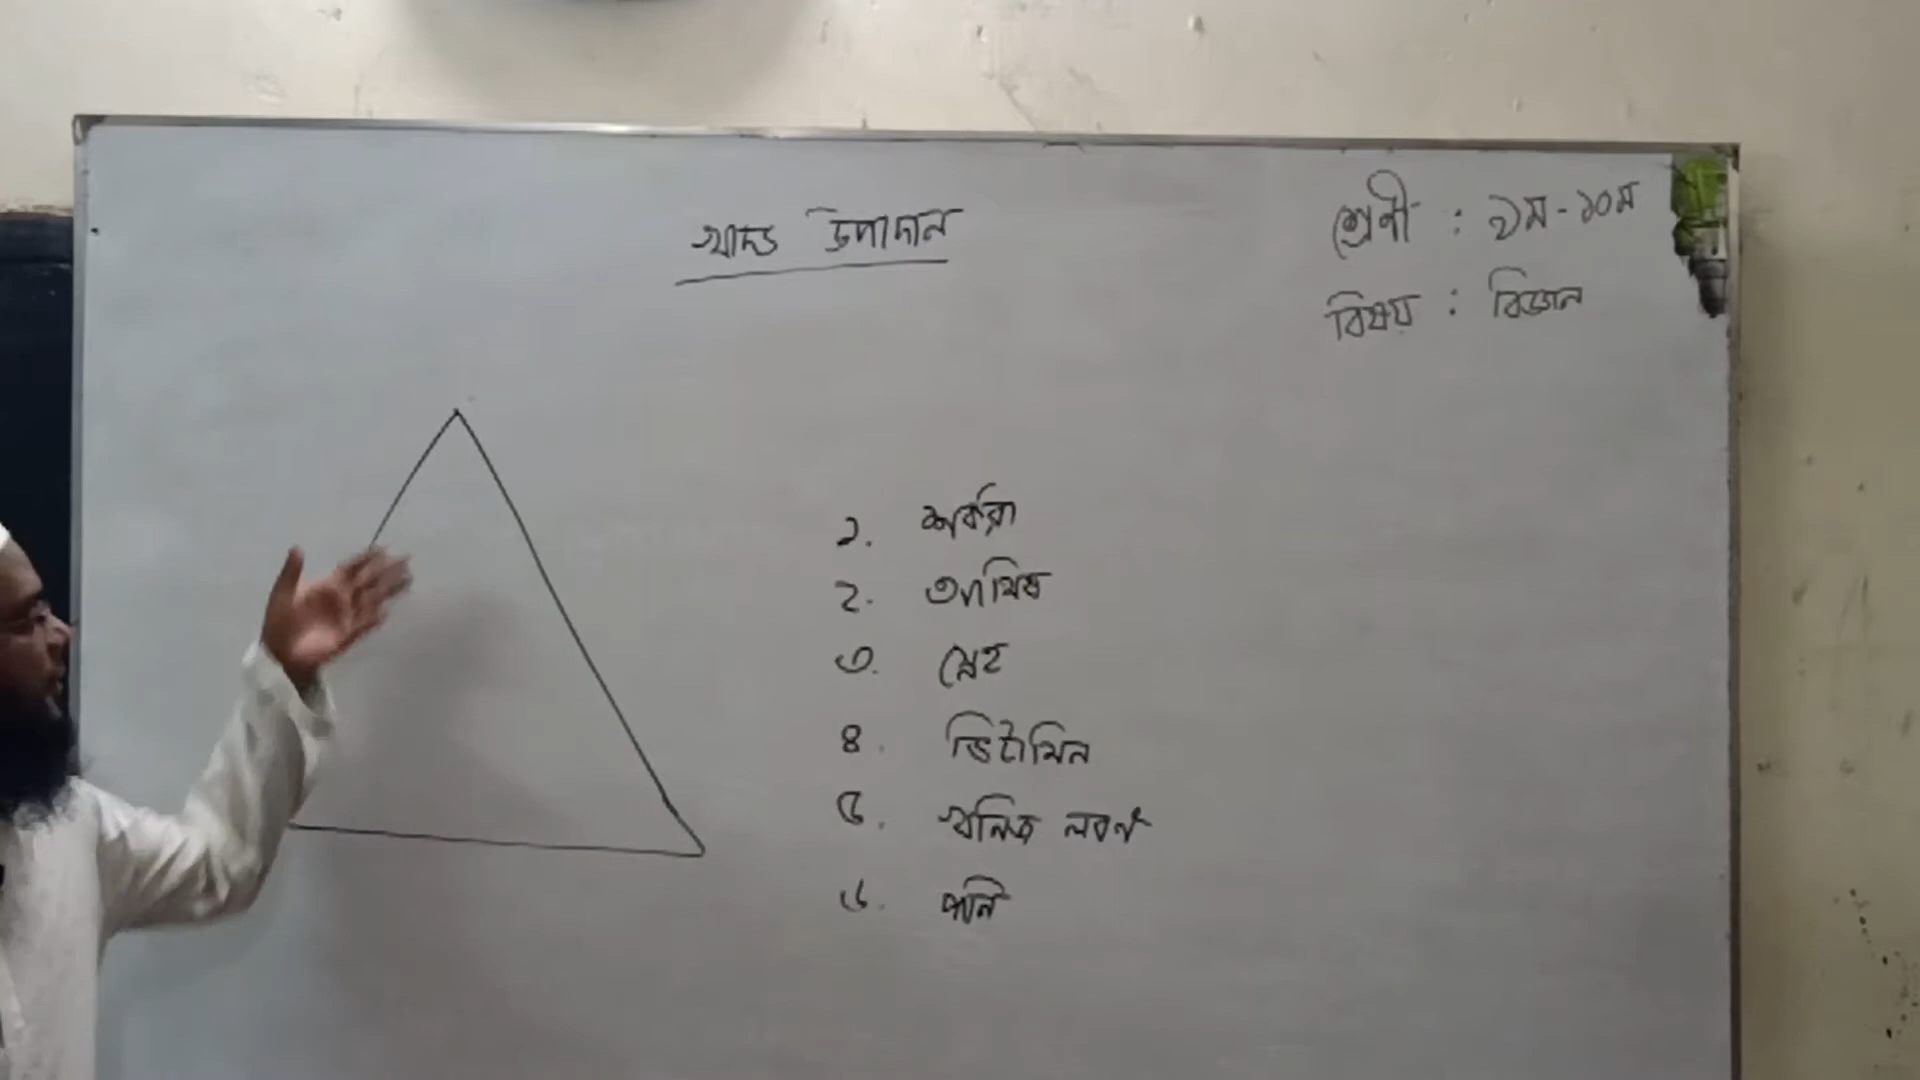 খাদ্য উপাদান
শ্রেণী : ৯ম - ১০ম
বিষয় : বিজ্ঞান
১. শর্করা
২. আমিষ
৩. স্নেহ
৪. ভিটামিন
৫. খনিজ লবণ
৬. পানি